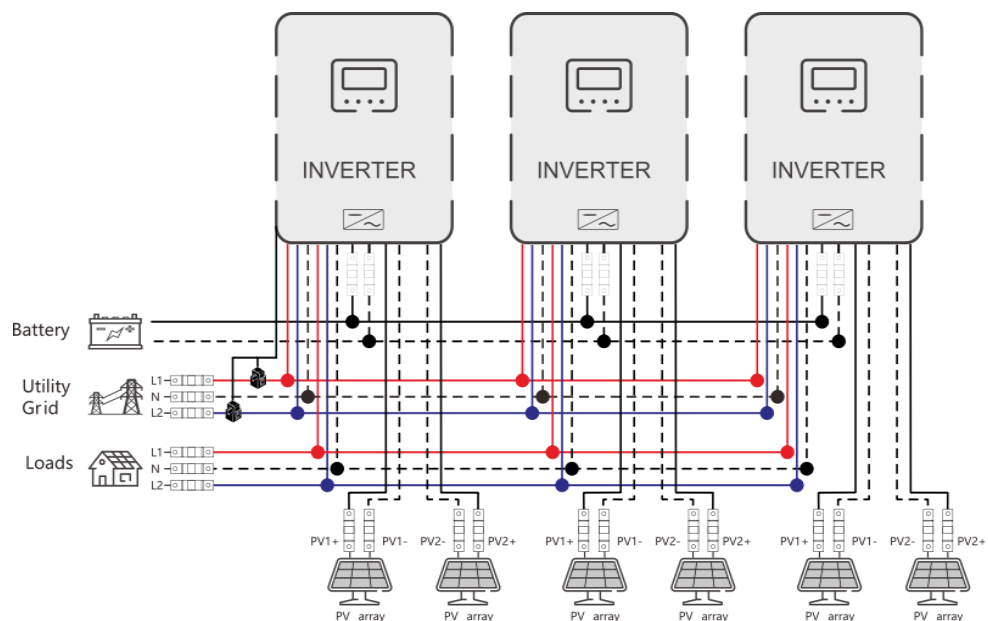 INVERTER
INVERTER
INVERTER
Battery
Utility
Grid
L1
N
L2
Loads
L1
N
L2
PV1+
PV1-
PV2-
PV2+
PV1+
PV1-
PV2-
PV2+
PV1+
PV1-
PV2-
PV2+
PV array
PV array
PV array
PV array
PV array
PV array